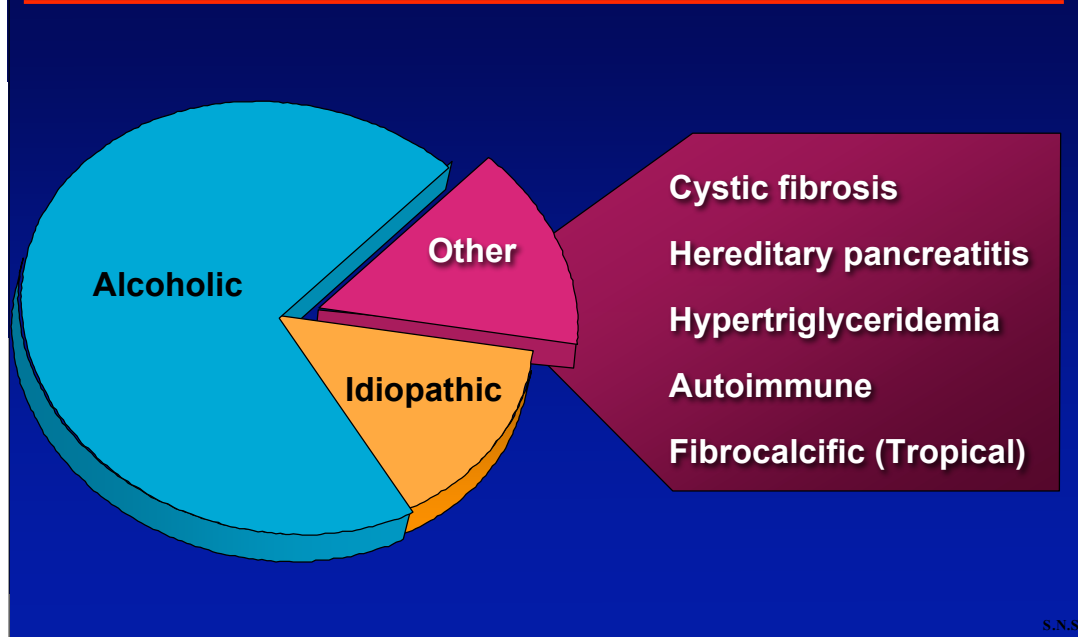 Alcoholic
Other
Idiopathic
Cystic fibrosis
Hereditary pancreatitis
Hypertriglyceridemia
Autoimmune
Fibrocalcific (Tropical)
S.N.S